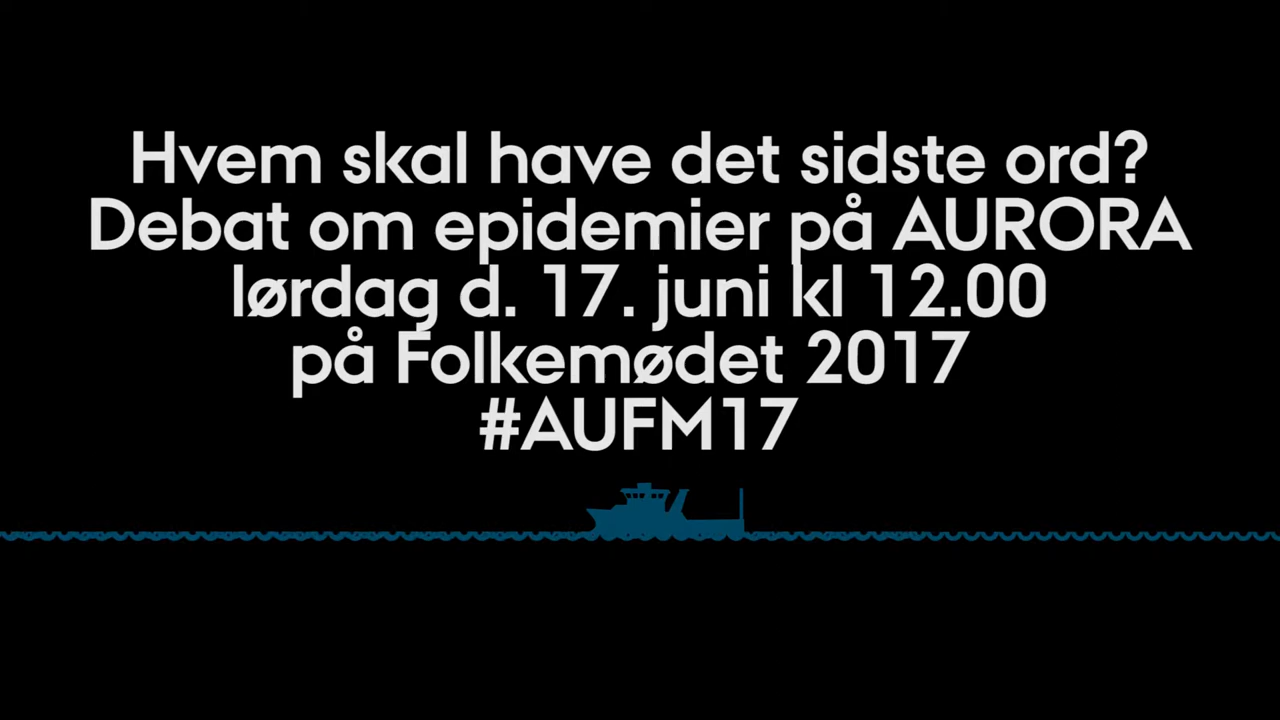 Hvem skal have det sidste ord?
Debat om epidemier på AURORA
lørdag d. 17. juni kl 12.00
på Folkemødet 2017
#AUFM17